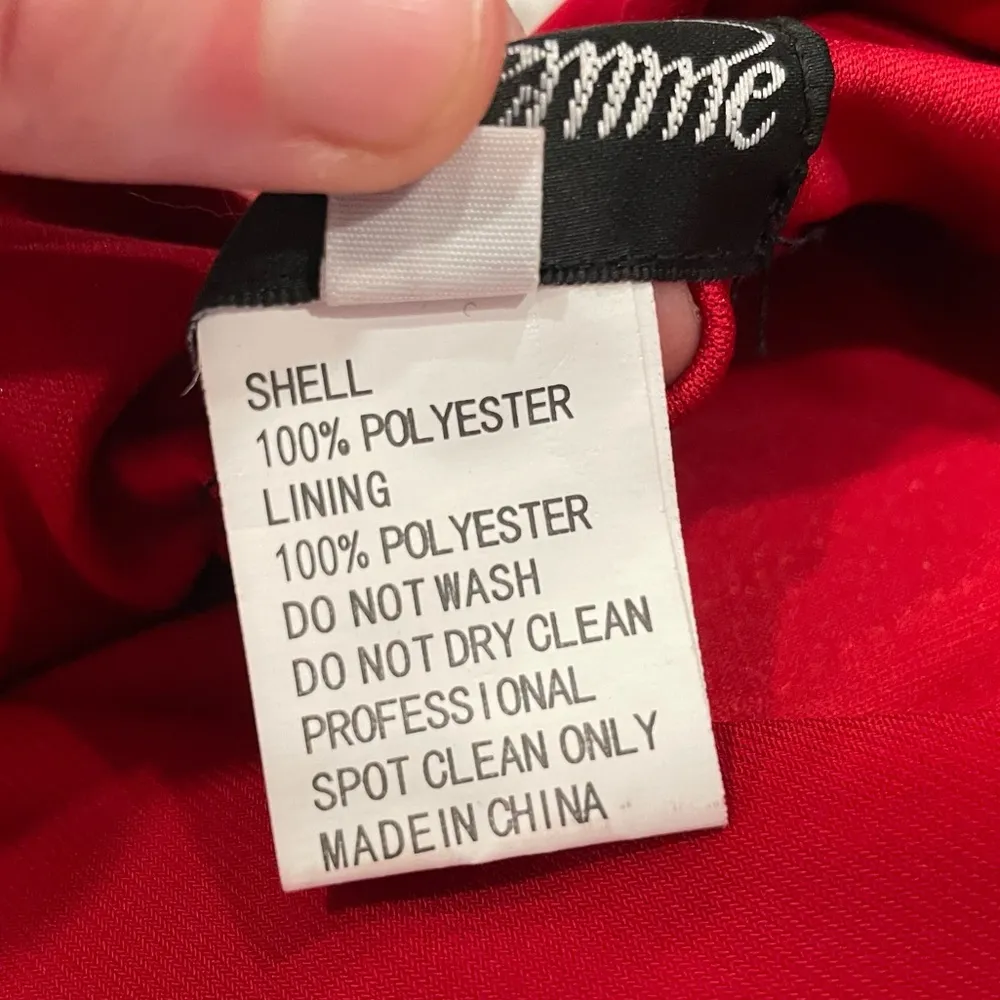 SHELL
100% POLYESTER
LINING
100% POLYESTER
DO NOT WASH
DO NOT DRY CLEAN
PROFESSIONAL
SPOT CLEAN ONLY
MADE IN CHINA